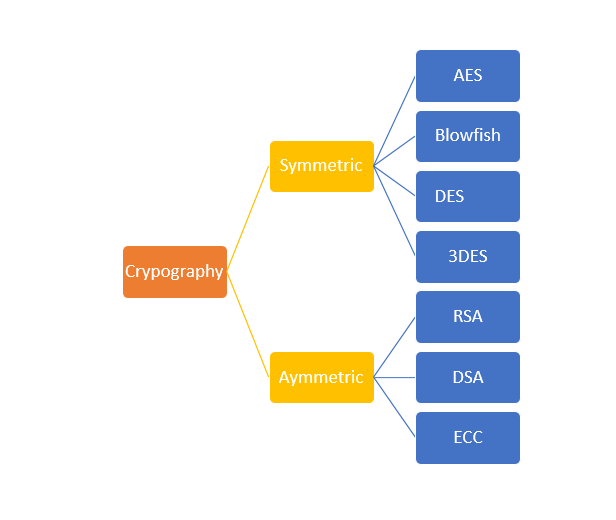 Crypography
Symmetric
AES
Blowfish
DES
3DES
Aymmetric
RSA
DSA
ECC